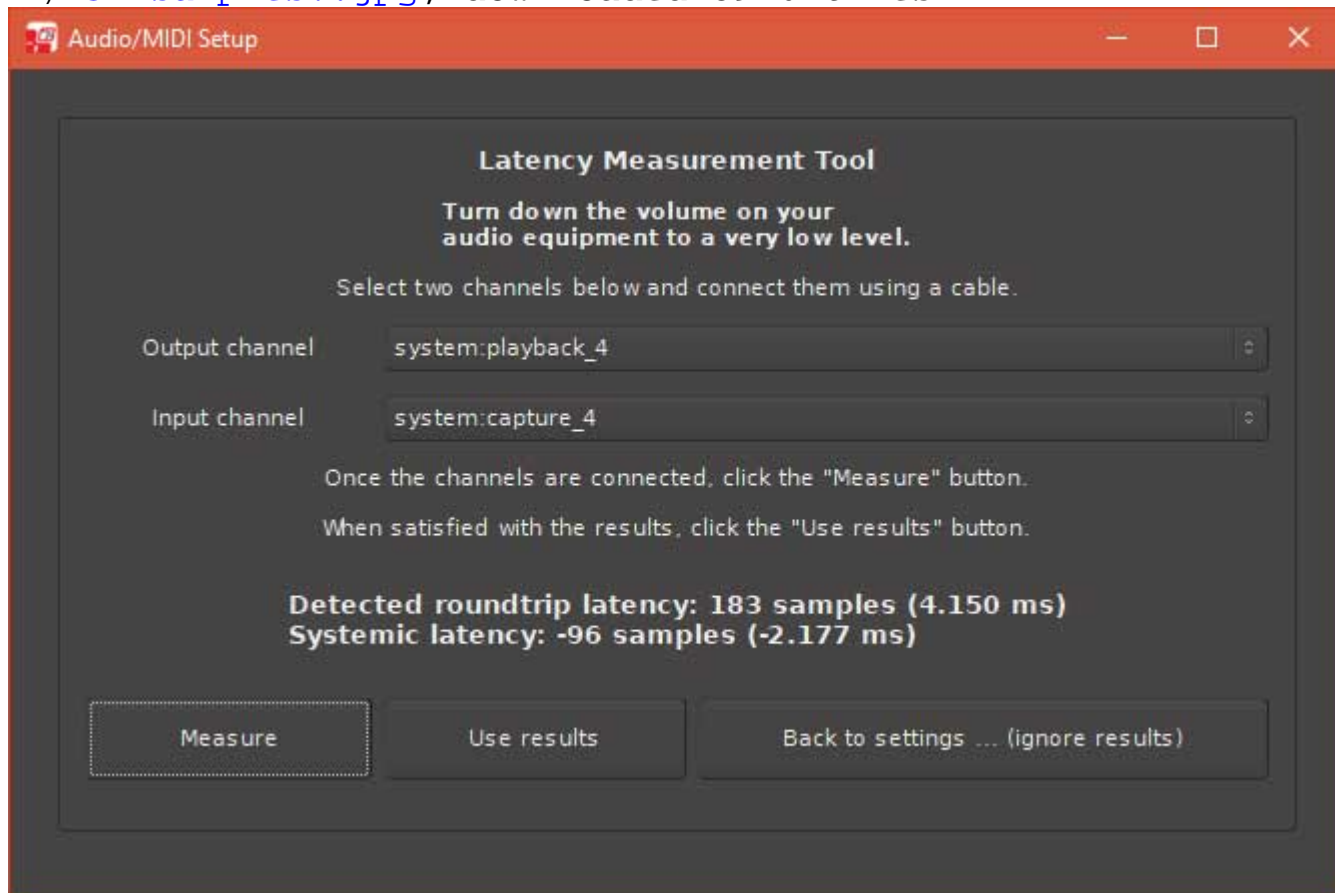 Audio/MIDI Setup
Latency Measurement Tool
Turn down the volume on your
audio equipment to a very low level.
Select two channels below and connect them using a cable.
Output channel system:playback_4
Input channel system:capture_4
Once the channels are connected, click the "Measure" button.
When satisfied with the results, click the "Use results" button.
Detected roundtrip latency: 183 samples (4.150 ms)
Systemic latency: -96 samples (-2.177 ms)
Measure Use results Back to settings ... (ignore results)